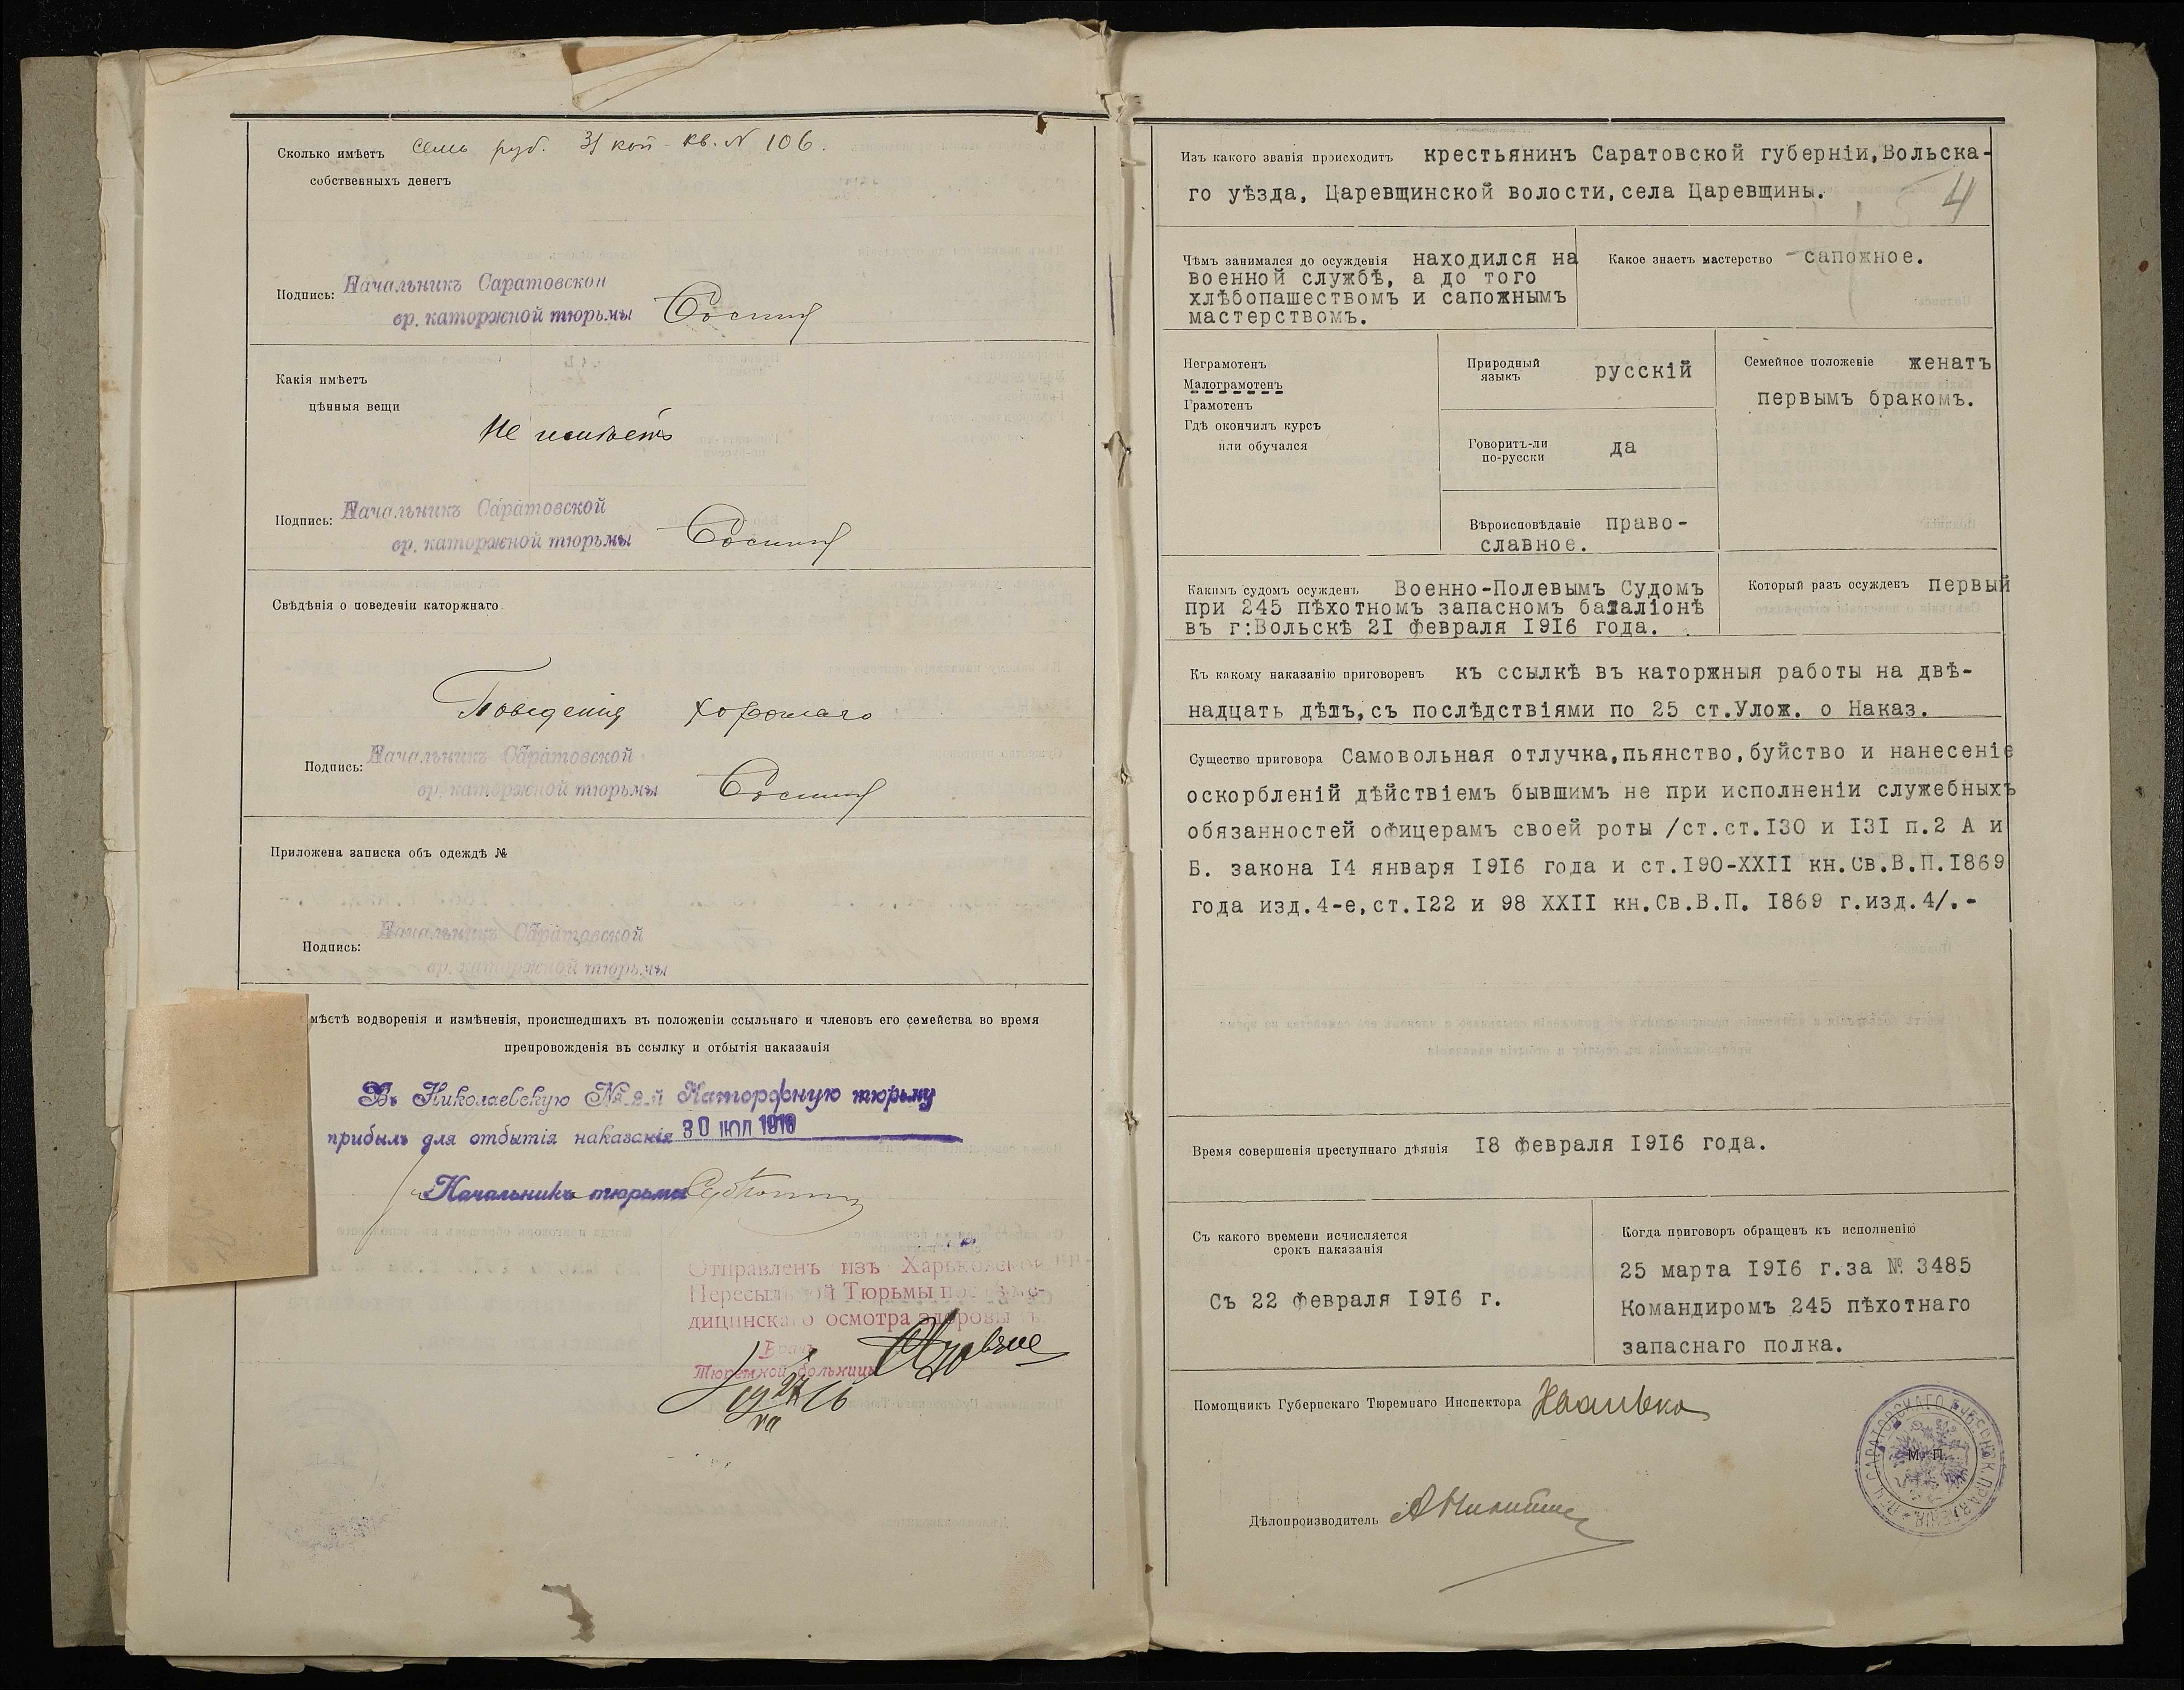 Сколько имѣетъ семь руб. 31 коп. кв. № 106.
собственныхъ денегъ
Начальникъ Саратовской
Подпись:
вр. каторжной тюрьмы
Какія имѣетъ
цѣнныя вещи
Не имѣетъ
Начальникъ Саратовской
Подпись:
вр. каторжной тюрьмы
Свѣдѣнія о поведеніи каторжнаго
Поведенія хорошаго
Начальникъ Саратовской
Подпись:
вр. каторжной тюрьмы
Приложена записка объ одеждѣ №
Начальникъ Саратовской
Подпись:
вр. каторжной тюрьмы
мѣстѣ водворенія и измѣненія, происшедшихъ въ положеніи ссыльнаго и членовъ его семейства во время
препровожденія въ ссылку и отбытія наказанія
Въ Николаевскую № 2-й Каторжную тюрьму
прибылъ для отбытія наказанія 30 ІЮЛ 1916
Начальникъ тюрьмы
Отправленъ изъ Харьковской
Пересыльной Тюрьмы по ме-
дицинскаго осмотра здоровымъ
Врачъ
Тюремной больницы
Изъ какого званія происходитъ крестьянинъ Саратовской губерніи, Вольска-
го уѣзда, Царевщинской волости, села Царевщины.
4
Чѣмъ занимался до осужденія находился на
военной службѣ, а до того
хлѣбопашествомъ и сапожнымъ
мастерствомъ.
Какое знаетъ мастерство - сапожное.
Неграмотенъ
Малограмотенъ
Грамотенъ
Гдѣ окончилъ курсъ
или обучался
Природный
языкъ
русскій
Говоритъ-ли
по-русски
да
Вѣроисповѣданіе право-
славное.
Семейное положеніе женатъ
первымъ бракомъ.
Какимъ судомъ осужденъ Военно-Полевымъ Судомъ
при 245 пѣхотномъ запасномъ баталіонѣ
въ г:Вольскѣ 21 февраля 1916 года.
Который разъ осужденъ первый
Къ какому наказанію приговоренъ къ ссылкѣ въ каторжныя работы на двѣ-
надцать лѣтъ, съ послѣдствіями по 25 ст.Улож. о Наказ.
Существо приговора Самовольная отлучка, пьянство, буйство и нанесеніе
оскорбленій дѣйствіемъ бывшимъ не при исполненіи служебныхъ
обязанностей офицерамъ своей роты /ст.ст.130 и 131 п.2 А и
Б. закона 14 января 1916 года и ст.190-XXII кн.Св.В.П.1869
года изд.4-е, ст.122 и 98 XXII кн.Св.В.П. 1869 г.изд.4/.-
Время совершенія преступнаго дѣянія 18 февраля 1916 года.
Съ какого времени исчисляется
срокъ наказанія
Съ 22 февраля 1916 г.
Когда приговоръ обращенъ къ исполненію
25 марта 1916 г.за № 3485
Командиромъ 245 пѣхотнаго
запаснаго полка.
Помощникъ Губернскаго Тюремнаго Инспектора
М. П.
Дѣлопроизводитель